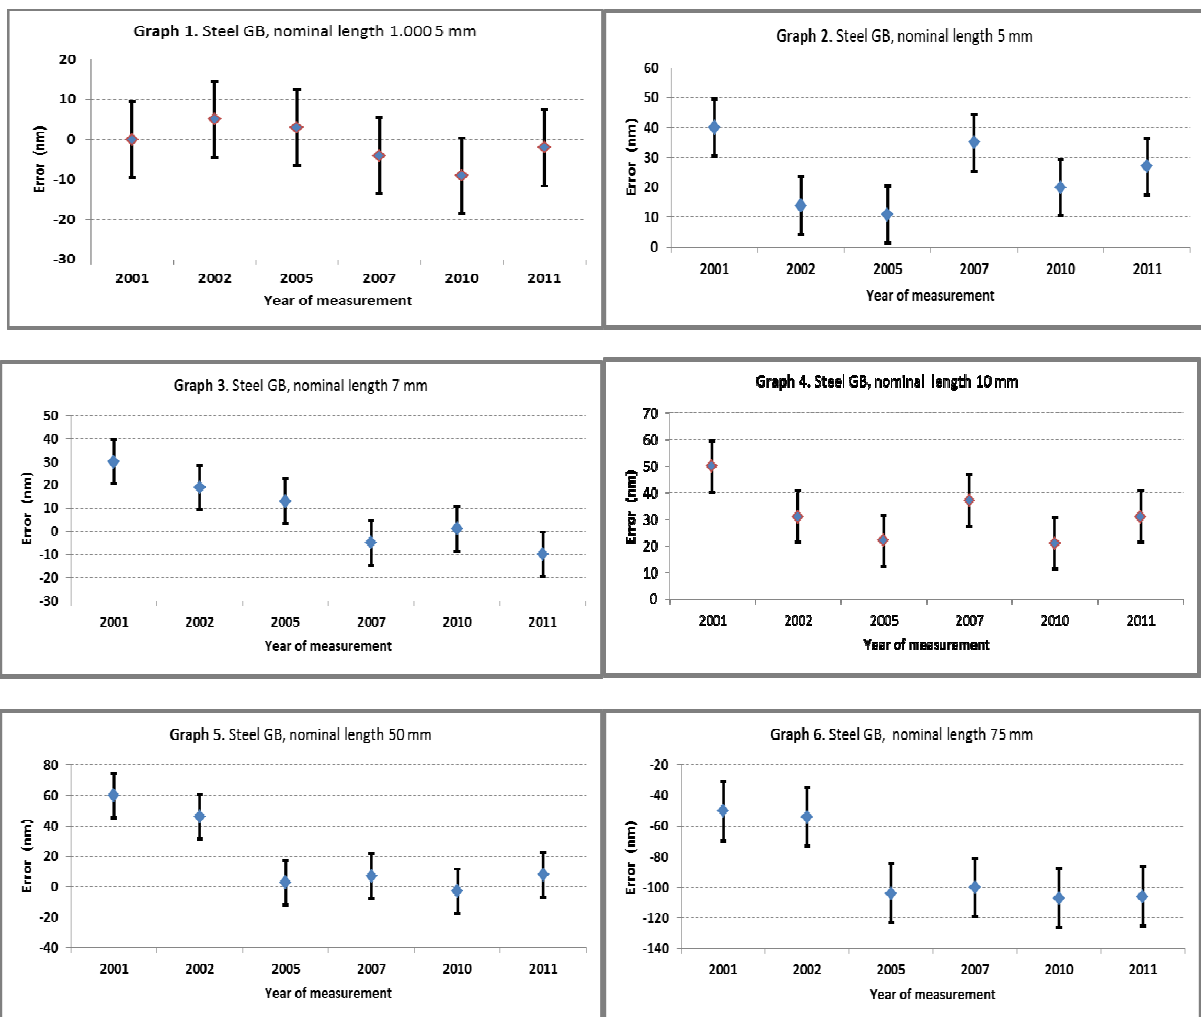 Graph 1. Steel GB, nominal length 1.0005 mm
20
10
0
-10
-20
-30
Error (nm)
2001 2002 2005 2007 2010 2011
Year of measurement
Graph 2. Steel GB, nominal length 5 mm
60
50
40
30
20
10
0
Error (nm)
2001 2002 2005 2007 2010 2011
Year of measurement
Graph 3. Steel GB, nominal length 7 mm
50
40
30
20
10
0
-10
-20
-30
Error (nm)
2001 2002 2005 2007 2010 2011
Year of measurement
Graph 4. Steel GB, nominal length 10 mm
70
60
50
40
30
20
10
0
Error (nm)
2001 2002 2005 2007 2010 2011
Year of measurement
Graph 5. Steel GB, nominal length 50 mm
80
60
40
20
0
-20
-40
Error (nm)
2001 2002 2005 2007 2010 2011
Year of measurement
Graph 6. Steel GB, nominal length 75 mm
-20
-40
-60
-80
-100
-120
-140
Error (nm)
2001 2002 2005 2007 2010 2011
Year of measurement